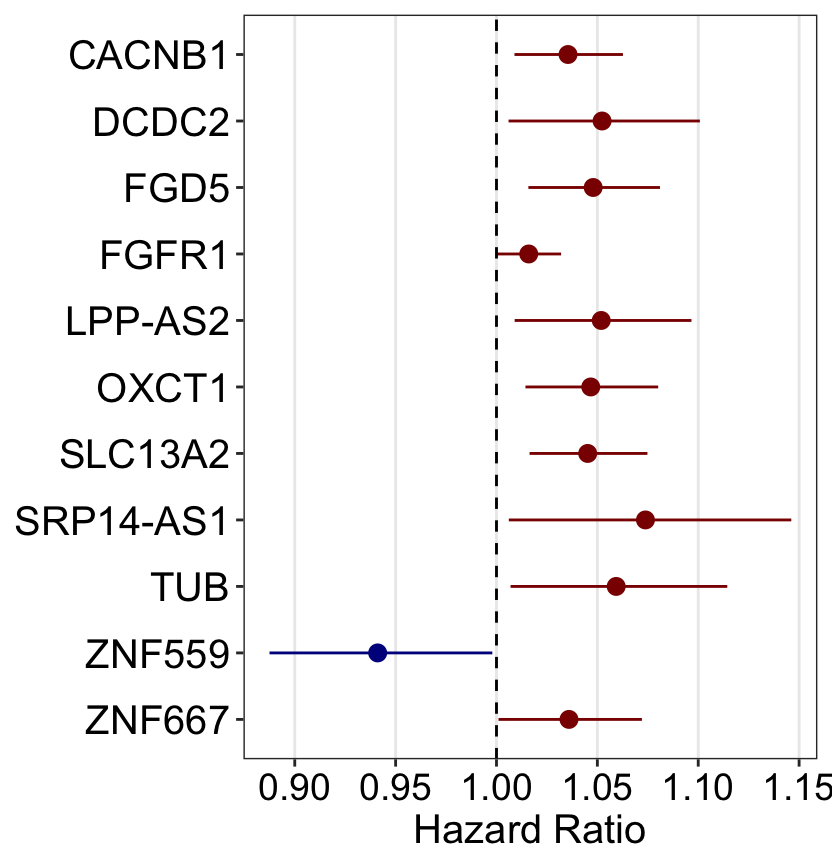 CACNB1
DCDC2
FGD5
FGFR1
LPP-AS2
OXCT1
SLC13A2
SRP14-AS1
TUB
ZNF559
ZNF667
0.90 0.95 1.00 1.05 1.10 1.15
Hazard Ratio